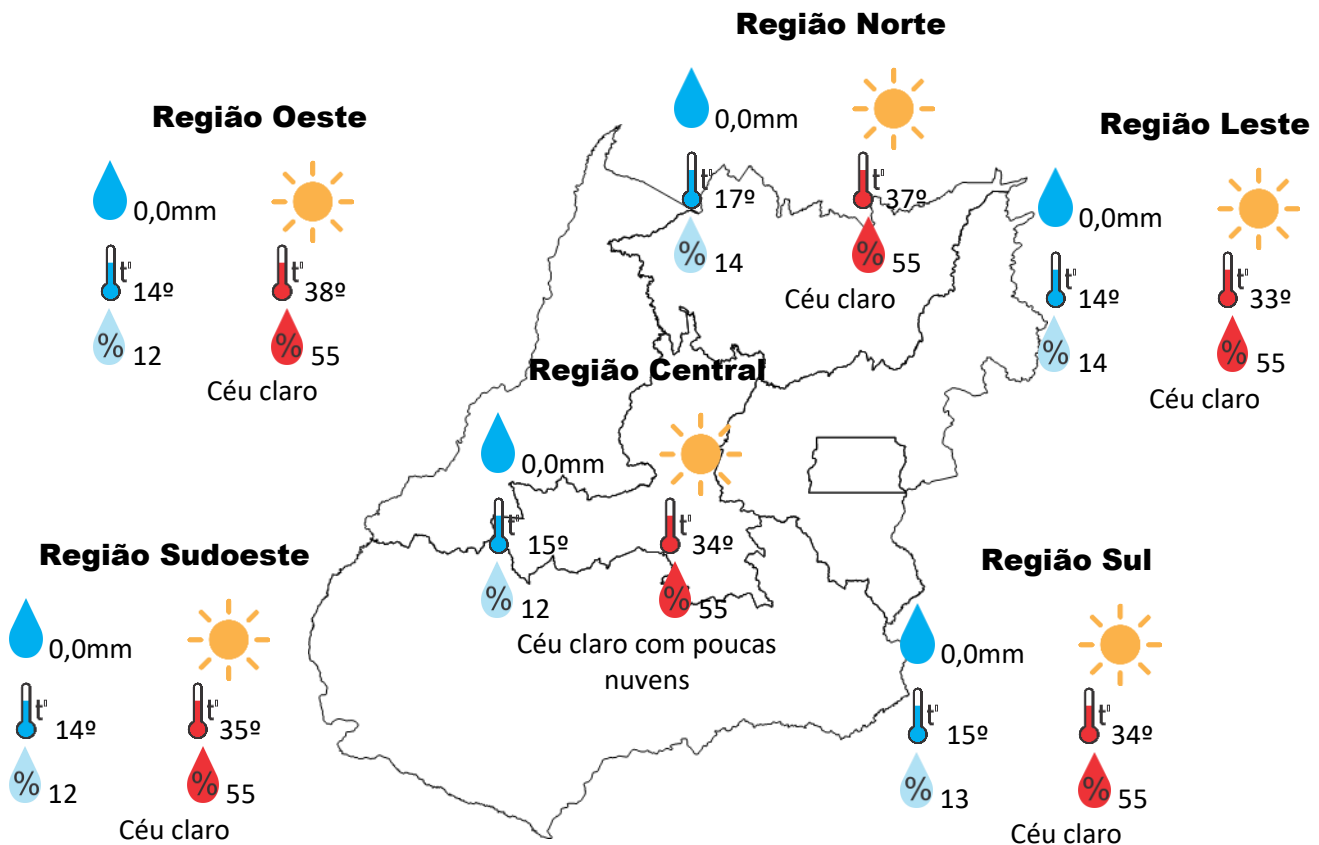 Região Norte
0,0mm
t° 17º
t° 37º
% 14
% 55
Céu claro
Região Oeste
0,0mm
t° 14º
t° 38º
% 12
% 55
Céu claro
Região Leste
0,0mm
t° 14º
t° 33º
% 14
% 55
Céu claro
Região Central
0,0mm
t° 15º
t° 34º
% 12
% 55
Céu claro com poucas
nuvens
Região Sudoeste
0,0mm
t° 14º
t° 35º
% 12
% 55
Céu claro
Região Sul
0,0mm
t° 15º
t° 34º
% 13
% 55
Céu claro